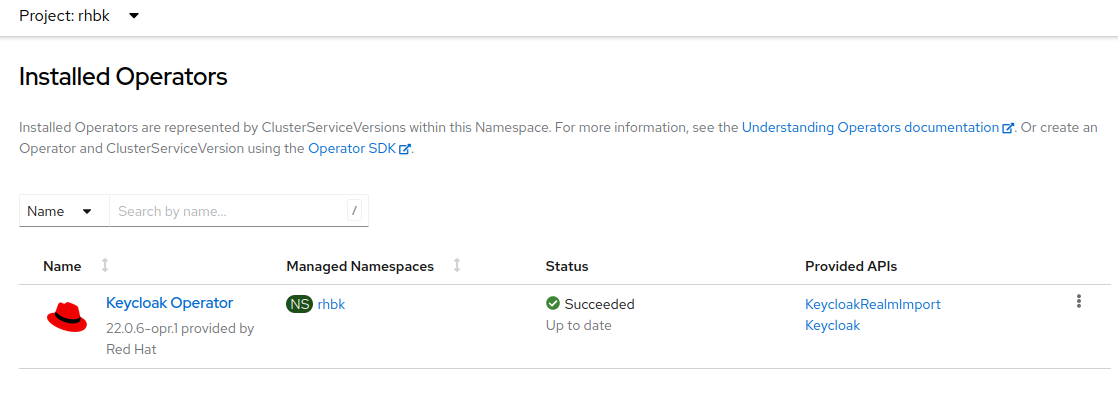 Project: rhbk
Installed Operators
Installed Operators are represented by ClusterServiceVersions within this Namespace. For more information, see the Understanding Operators documentation. Or create an
Operator and ClusterServiceVersion using the Operator SDK.
Name Search by name... /
Name Managed Namespaces Status Provided APIs
Keycloak Operator NS rhbk Succeeded KeycloakRealmImport
22.0.6-opr.1 provided by Up to date Keycloak
Red Hat